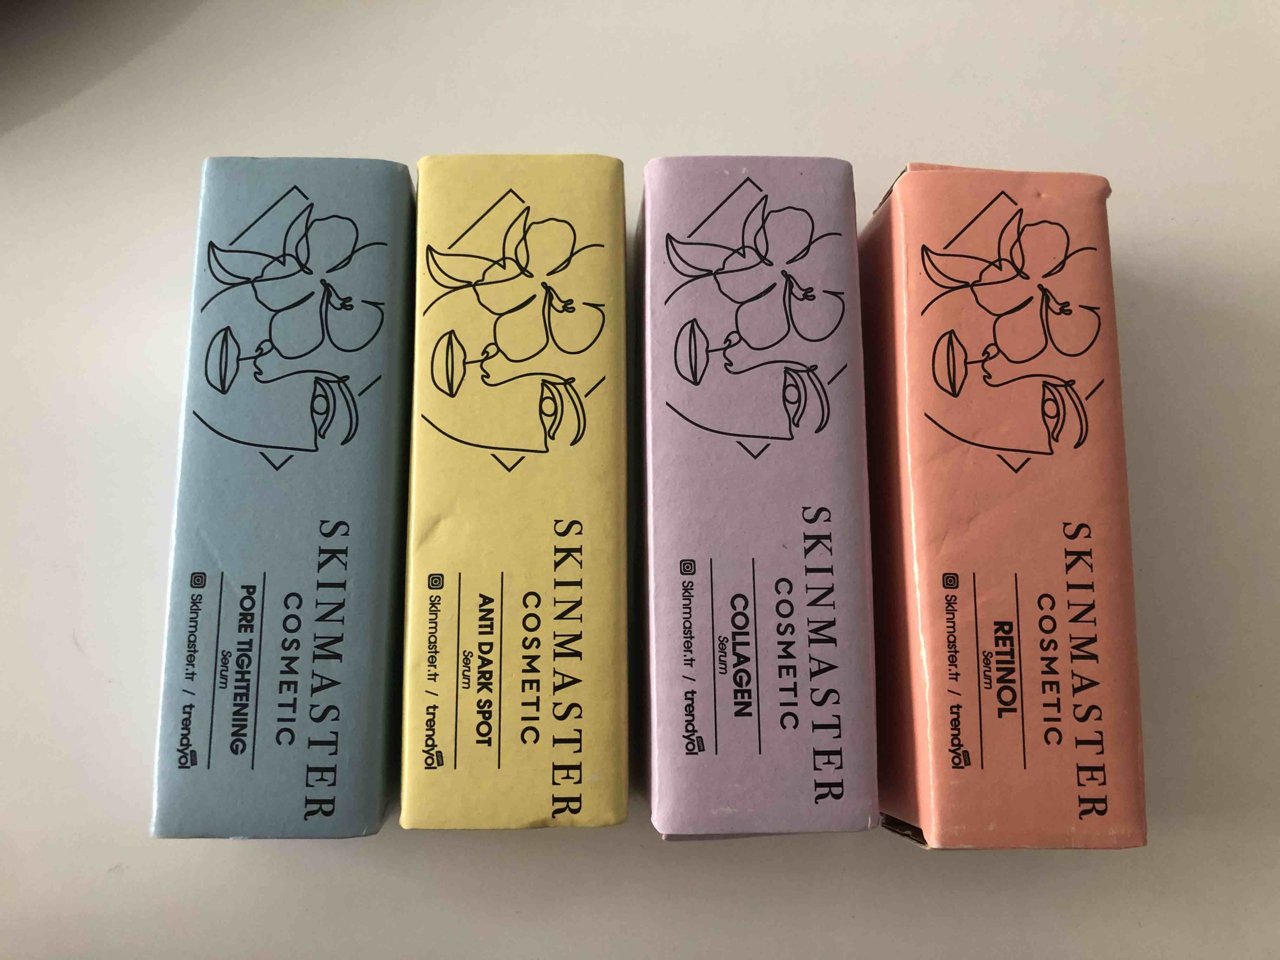 SKINMASTER
COSMETIC
PORE TIGHTENING
Serum
Skinmaster.tr / trendyol
SKINMASTER
COSMETIC
ANTI DARK SPOT
Serum
Skinmaster.tr / trendyol
SKINMASTER
COSMETIC
COLLAGEN
Serum
Skinmaster.tr / trendyol
SKINMASTER
COSMETIC
RETINOL
Serum
Skinmaster.tr / trendyol